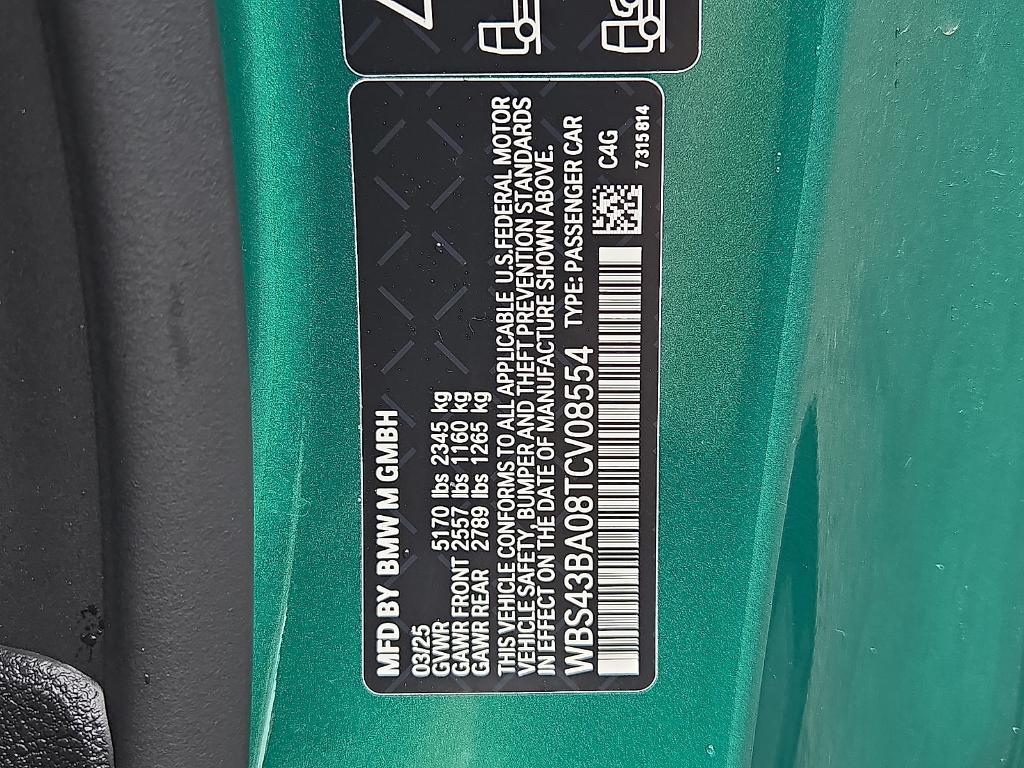 MFD BY BMW M GMBH
03/25
GVWR 5170 lbs 2345 kg
GAWR FRONT 2557 lbs 1160 kg
GAWR REAR 2789 lbs 1265 kg
THIS VEHICLE CONFORMS TO ALL APPLICABLE U.S.FEDERAL MOTOR
VEHICLE SAFETY, BUMPER AND THEFT PREVENTION STANDARDS
IN EFFECT ON THE DATE OF MANUFACTURE SHOWN ABOVE.
WBS43BA08TCV08554 TYPE: PASSENGER CAR
C4G
7315814